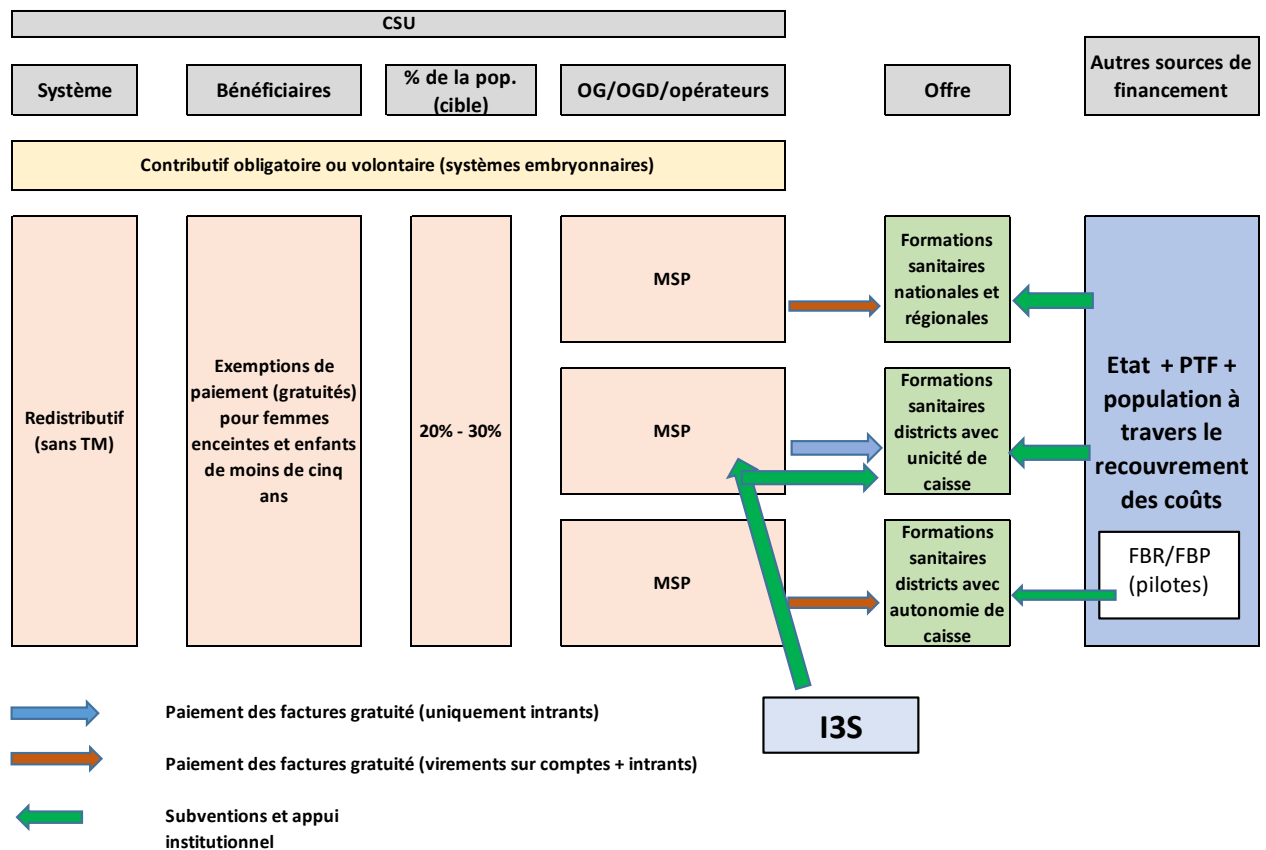 CSU
Système
Bénéficiaires
% de la pop.
(cible)
OG/OGD/opérateurs
Offre
Autres sources de
financement
Contributif obligatoire ou volontaire (systèmes embryonnaires)
Redistributif
(sans TM)
Exemptions de
paiement (gratuités)
pour femmes
enceintes et enfants
de moins de cinq
ans
20% - 30%
MSP
Formations
sanitaires
nationales et
régionales
MSP
Formations
sanitaires
districts avec
unicité de
caisse
MSP
Formations
sanitaires
districts avec
autonomie de
caisse
Etat + PTF +
population à
travers le
recouvrement
des coûts
FBR/FBP
(pilotes)
I3S
Paiement des factures gratuité (uniquement intrants)
Paiement des factures gratuité (virements sur comptes + intrants)
Subventions et appui
institutionnel